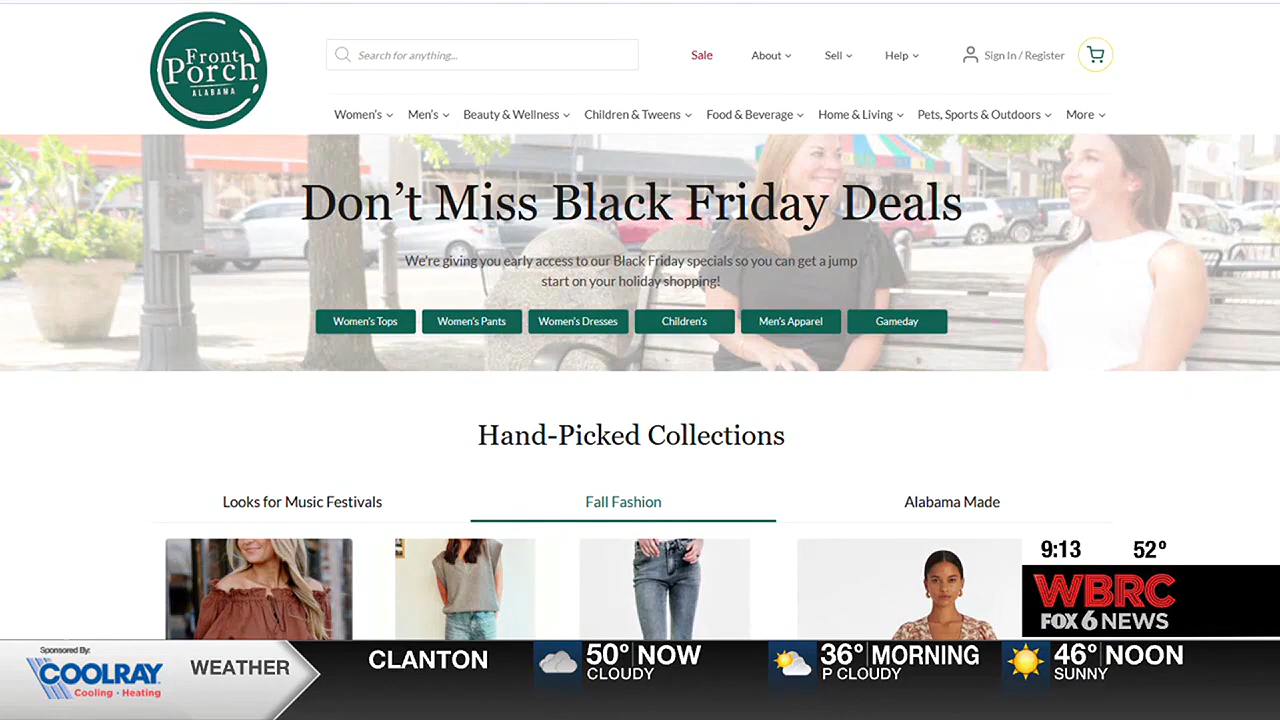 Front
Porch
ALABAMA
Search for anything...
Sale
About
Sell
Help
Sign In / Register
Women's
Men's
Beauty & Wellness
Children & Tweens
Food & Beverage
Home & Living
Pets, Sports & Outdoors
More
Don't Miss Black Friday Deals
We're giving you early access to our Black Friday specials so you can get a jump
start on your holiday shopping!
Women's Tops
Women's Pants
Women's Dresses
Children's
Men's Apparel
Gameday
Hand-Picked Collections
Looks for Music Festivals
Fall Fashion
Alabama Made
9:13 52°
WBRC
FOX 6 NEWS
Sponsored By:
COOLRAY
Cooling • Heating
WEATHER
CLANTON
50° NOW
CLOUDY
36° MORNING
P CLOUDY
46° NOON
SUNNY